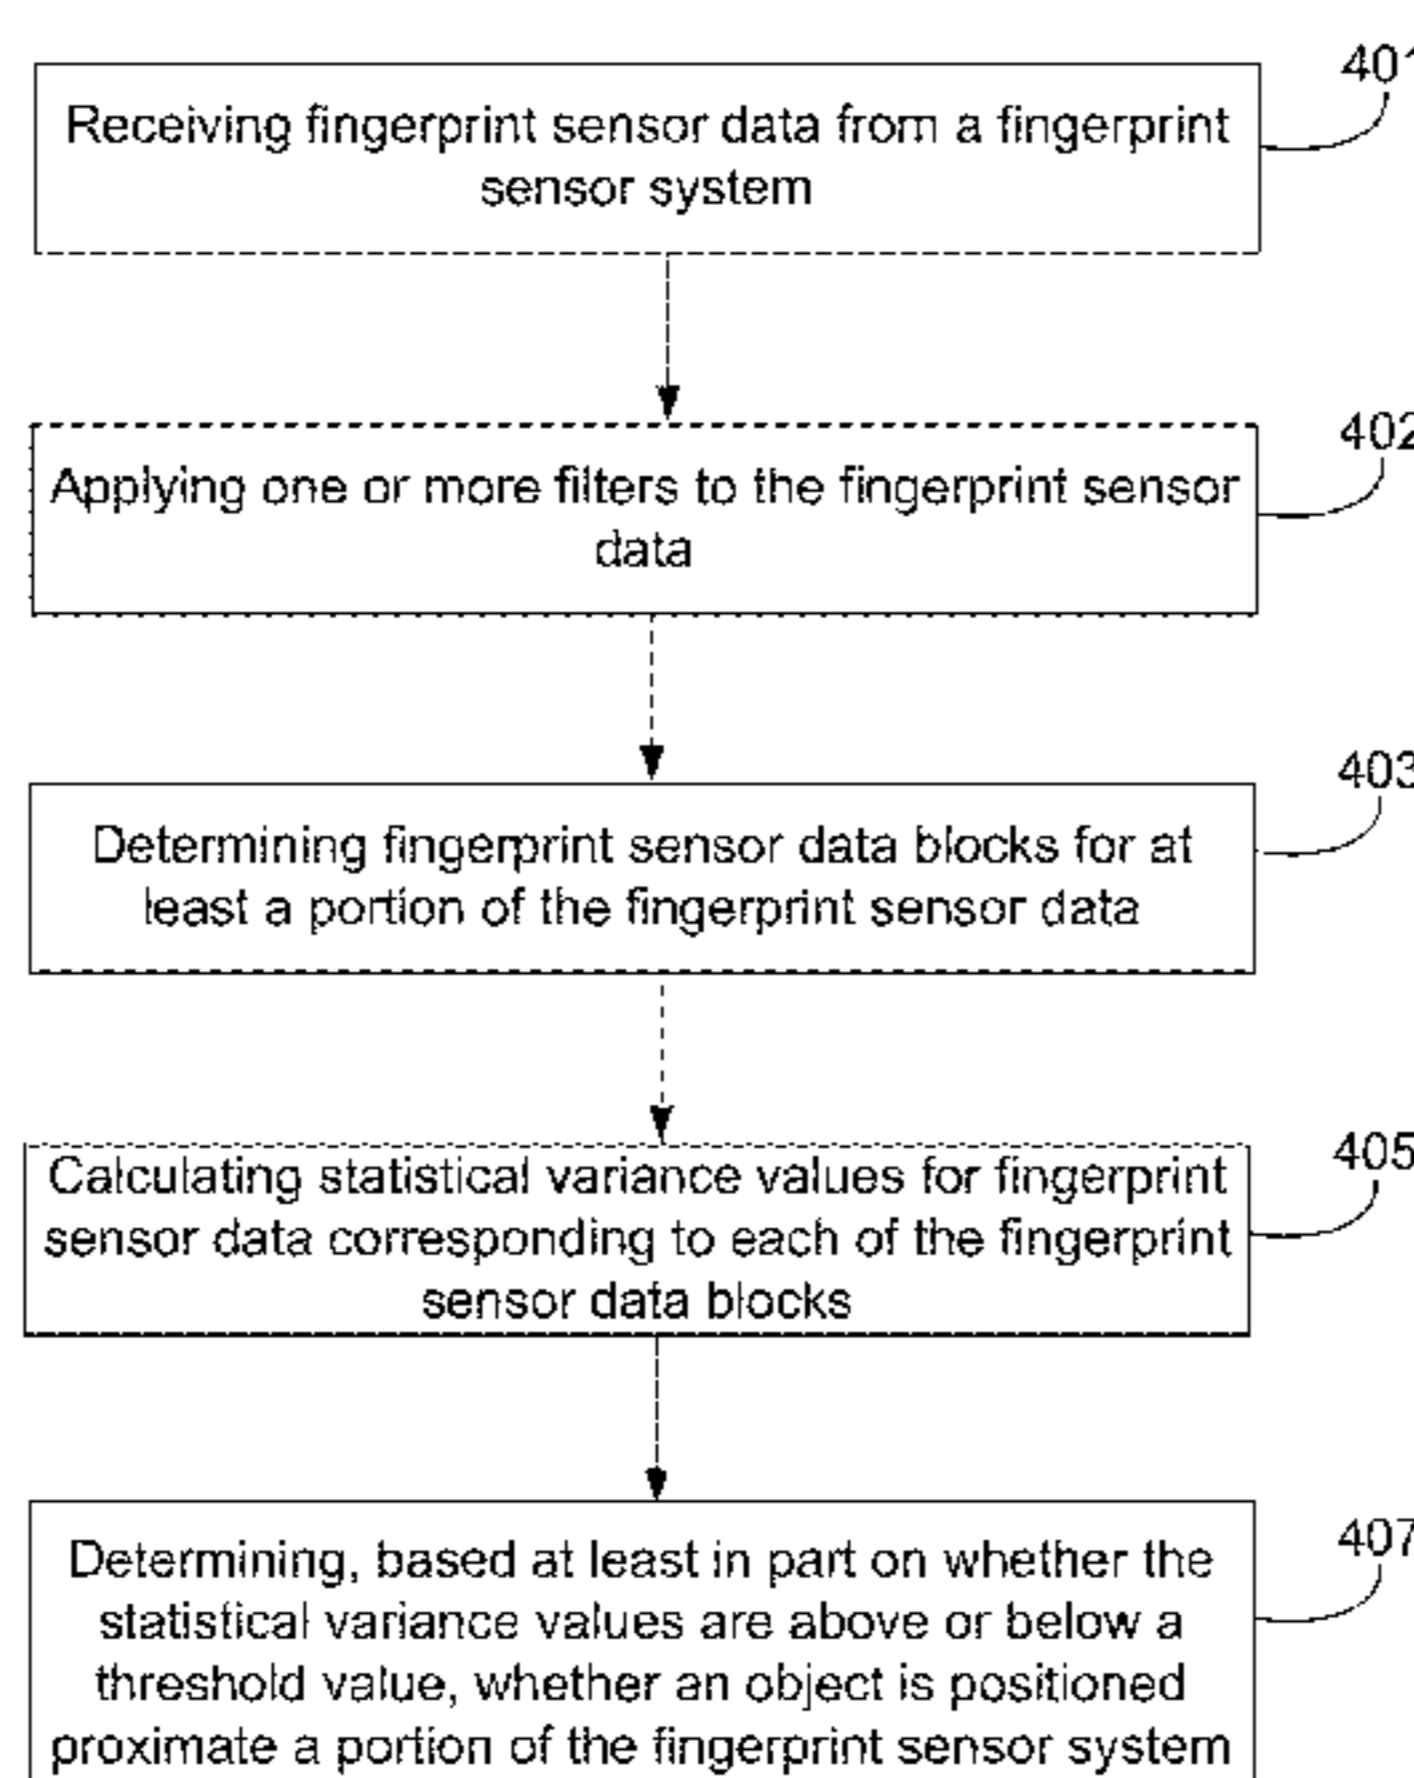 401
Receiving fingerprint sensor data from a fingerprint
sensor system
402
Applying one or more filters to the fingerprint sensor
data
403
Determining fingerprint sensor data blocks for at
least a portion of the fingerprint sensor data
405
Calculating statistical variance values for fingerprint
sensor data corresponding to each of the fingerprint
sensor data blocks
407
Determining, based at least in part on whether the
statistical variance values are above or below a
threshold value, whether an object is positioned
proximate a portion of the fingerprint sensor system